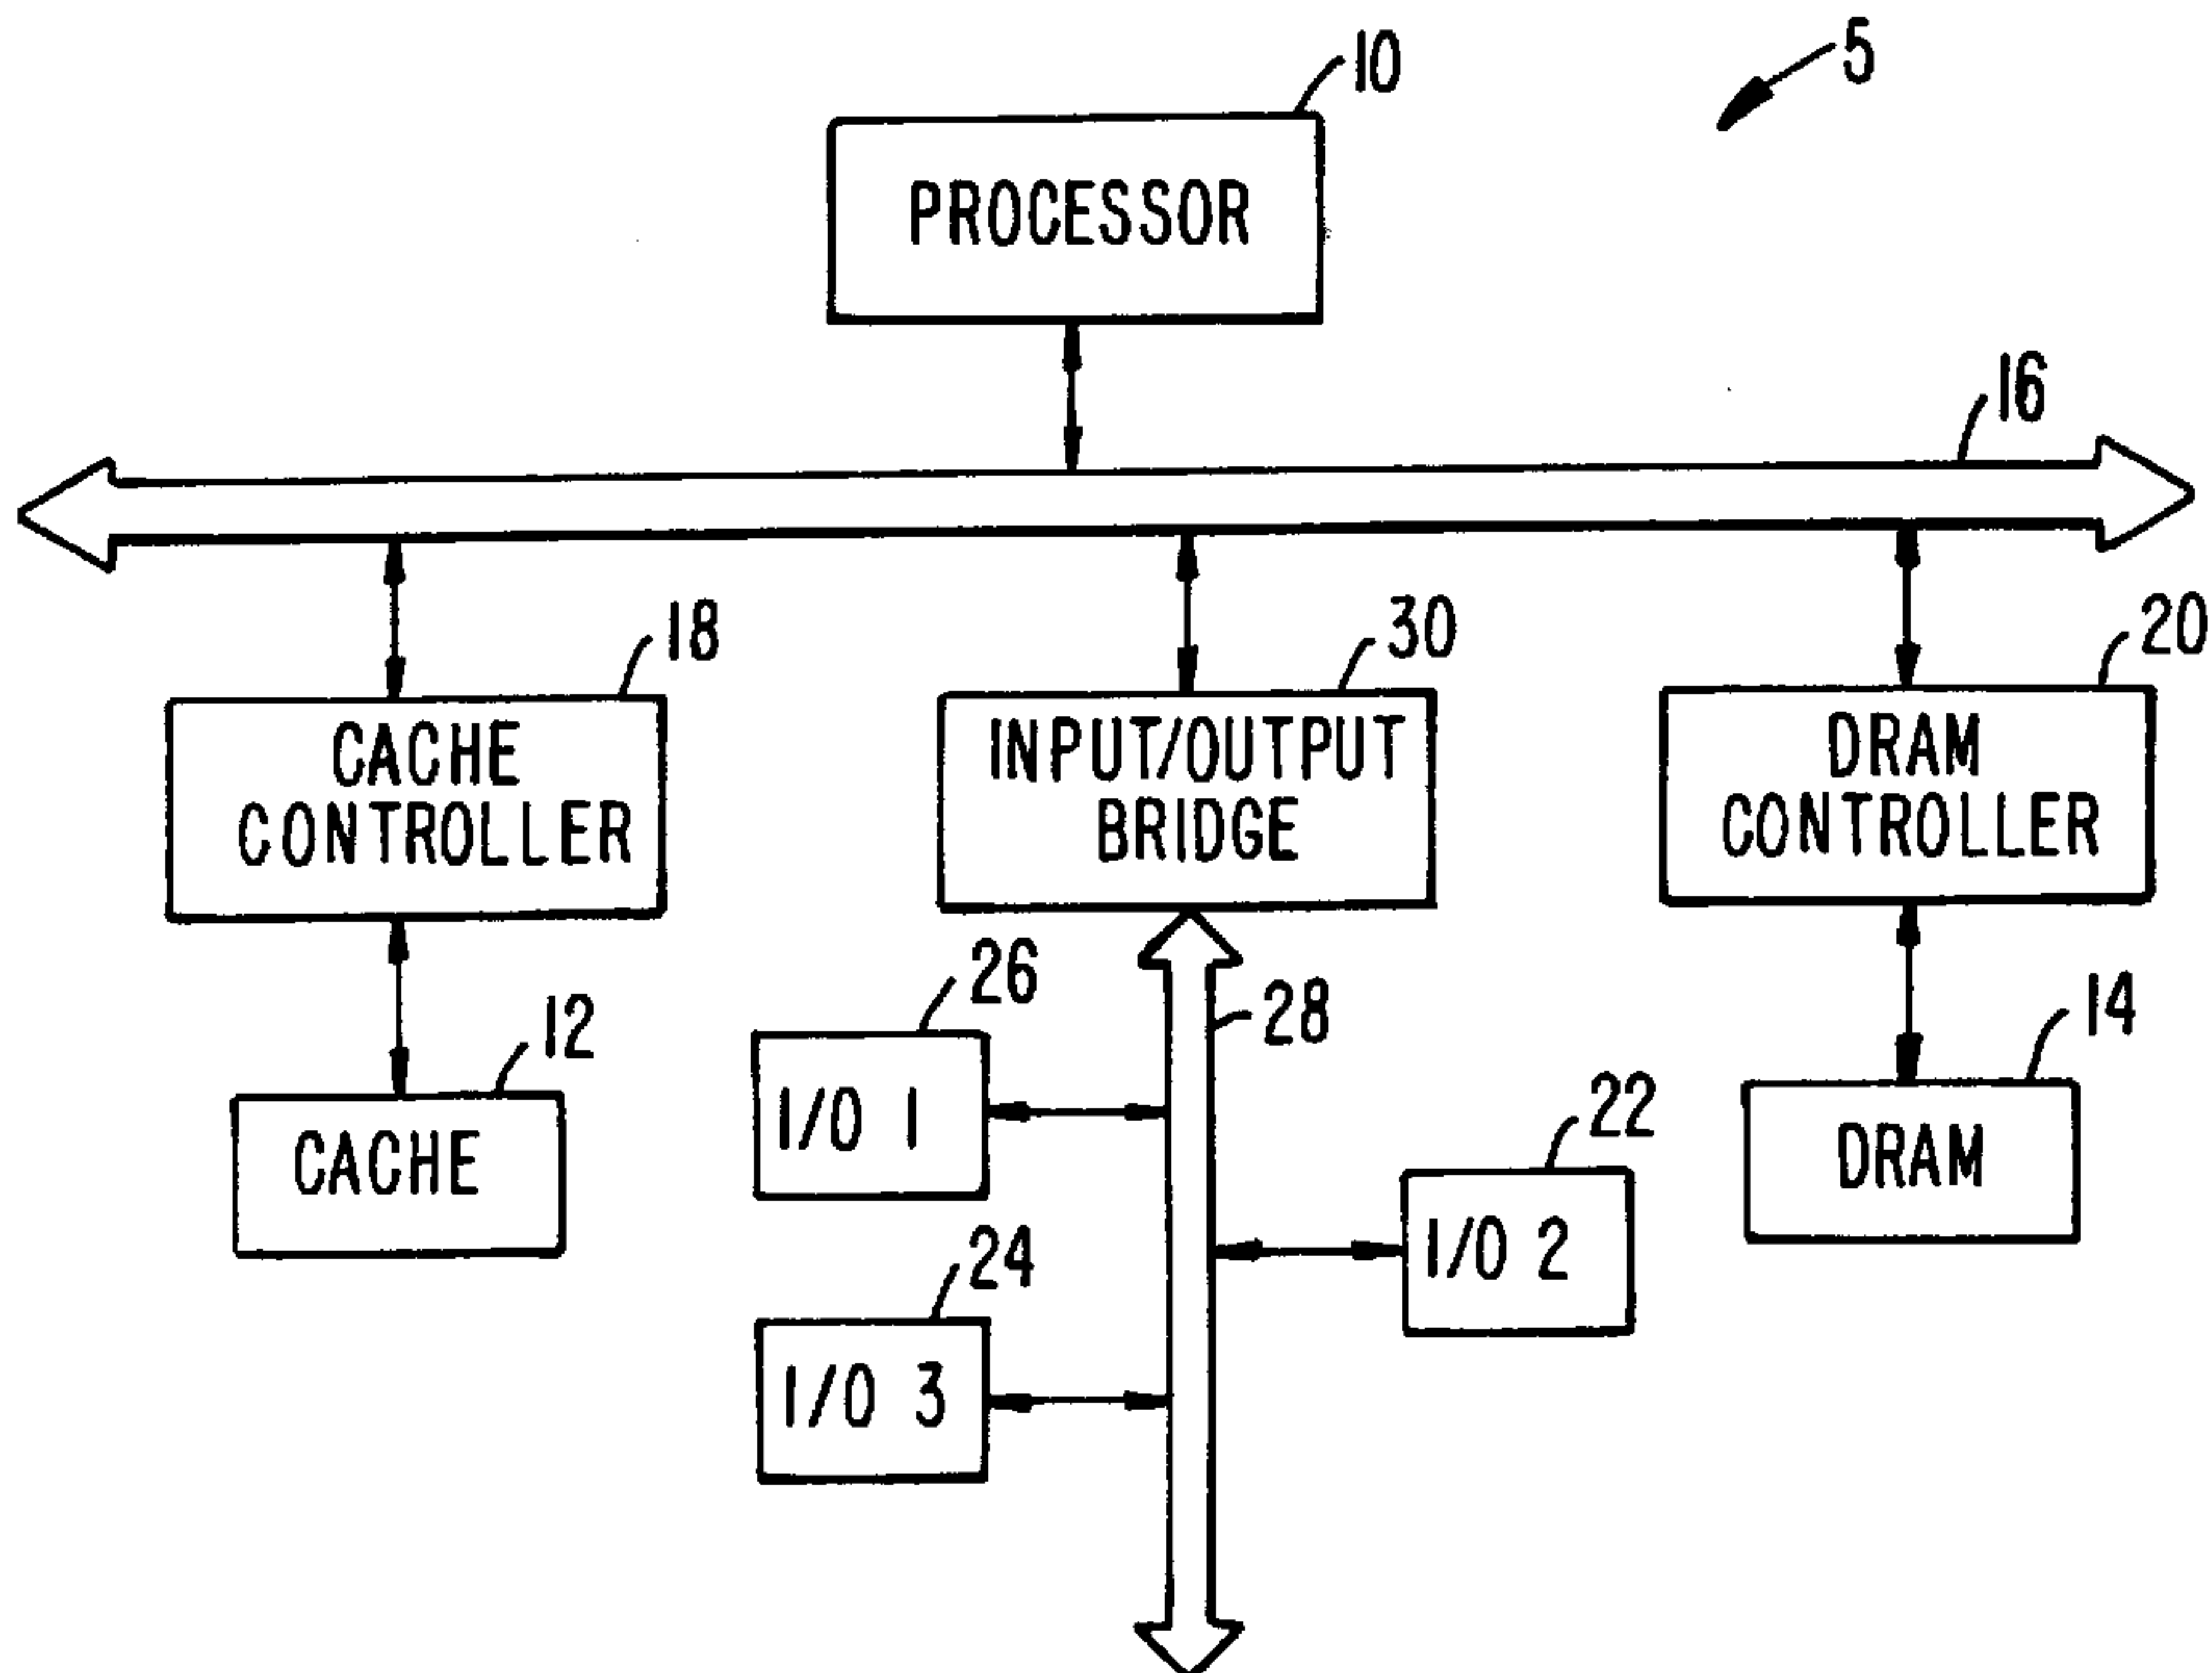 5
10
PROCESSOR
16
18
CACHE
CONTROLLER
30
INPUT/OUTPUT
BRIDGE
20
DRAM
CONTROLLER
12
CACHE
26
I/O 1
28
22
I/O 2
14
DRAM
24
I/O 3